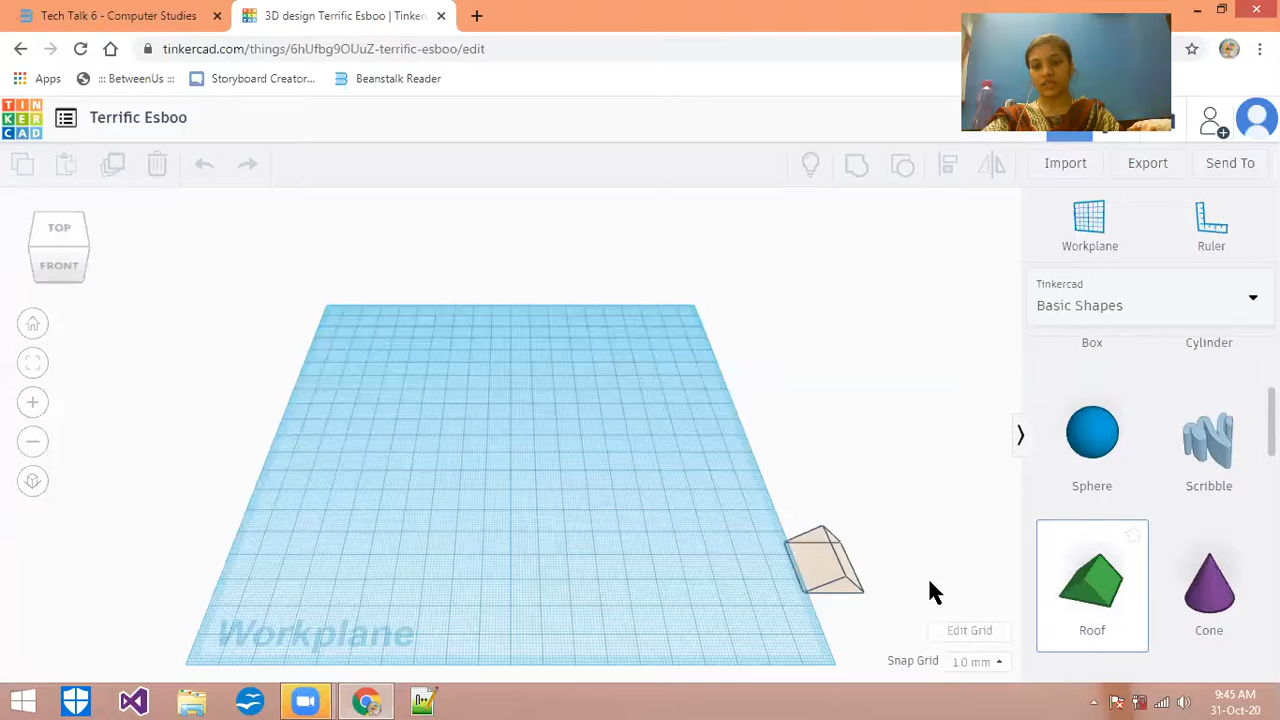 Tech Talk 6 - Computer Studies
3D design Terrific Esboo | Tinker
tinkercad.com/things/6hUfbg9OUuZ-terrific-esboo/edit
Apps
::: BetweenUs :::
Storyboard Creator...
Beanstalk Reader
TIN
KER
CAD
Terrific Esboo
Import
Export
Send To
TOP
FRONT
Workplane
Ruler
Tinkercad
Basic Shapes
Box
Cylinder
Sphere
Scribble
Roof
Cone
Workplane
Edit Grid
Snap Grid
1.0 mm
9:45 AM
31-Oct-20